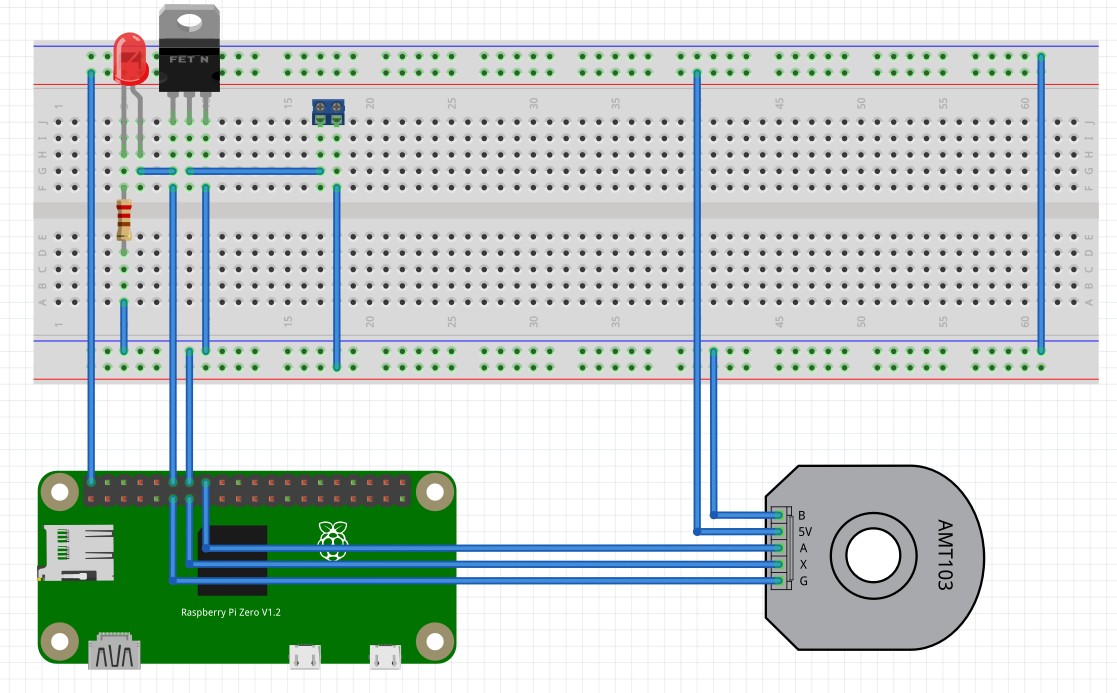 FET N
1 15 20 25 30 35 45 50 55 60
J J
I I
H H
G G
F F
E E
D D
C C
B B
A A
1 15 20 25 30 35 45 50 55 60
B
5V
A
X
G
AMT103
Raspberry Pi Zero V1.2